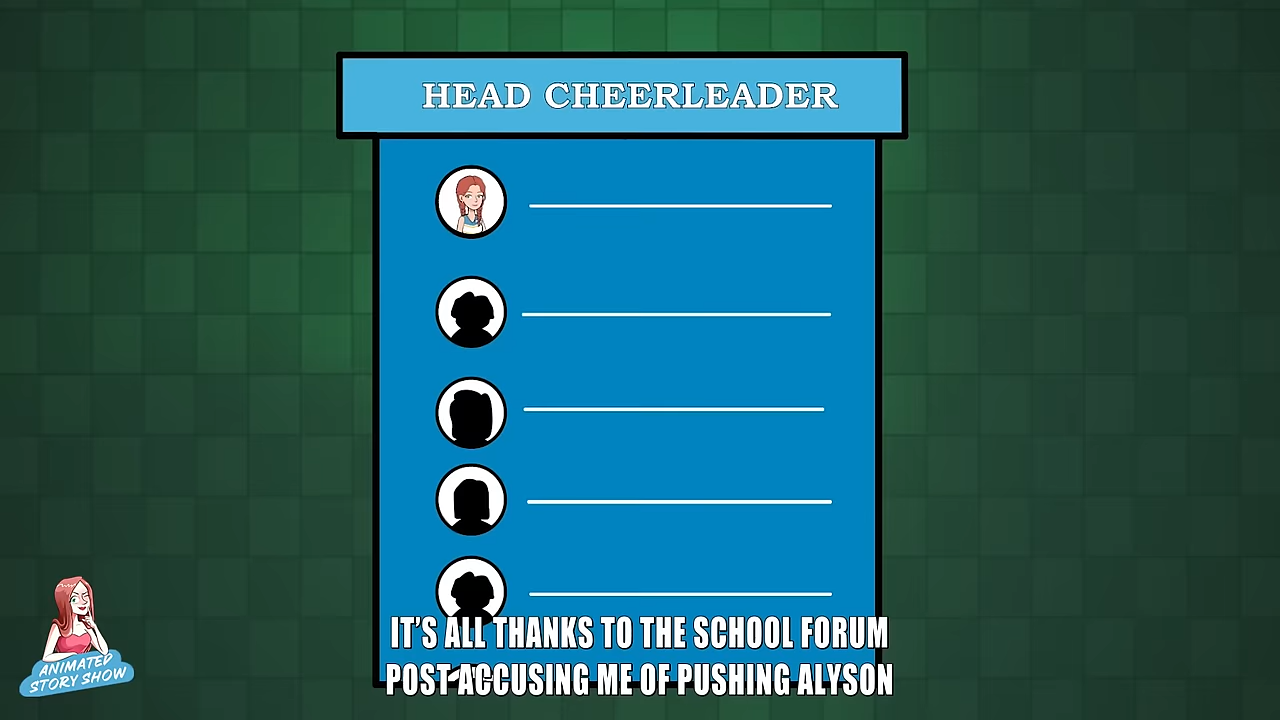 HEAD CHEERLEADER
IT'S ALL THANKS TO THE SCHOOL FORUM
POST ACCUSING ME OF PUSHING ALYSON
ANIMATED
STORY SHOW